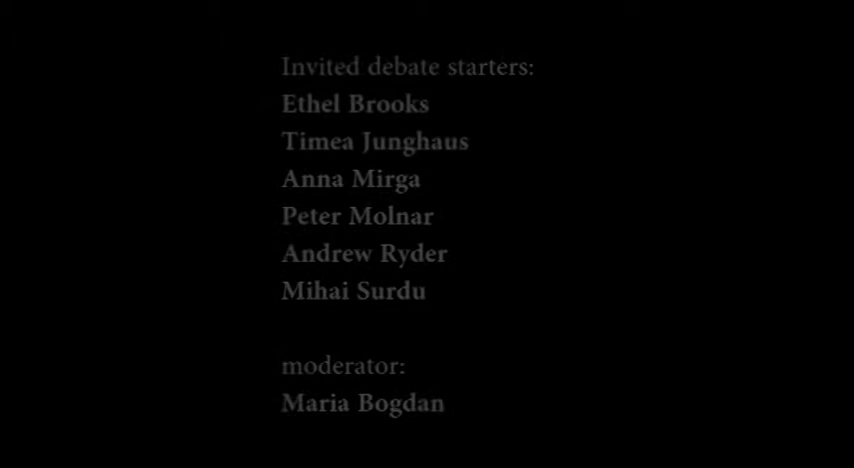 Invited debate starters:
Ethel Brooks
Timea Junghaus
Anna Mirga
Peter Molnar
Andrew Ryder
Mihai Surdu
moderator:
Maria Bogdan